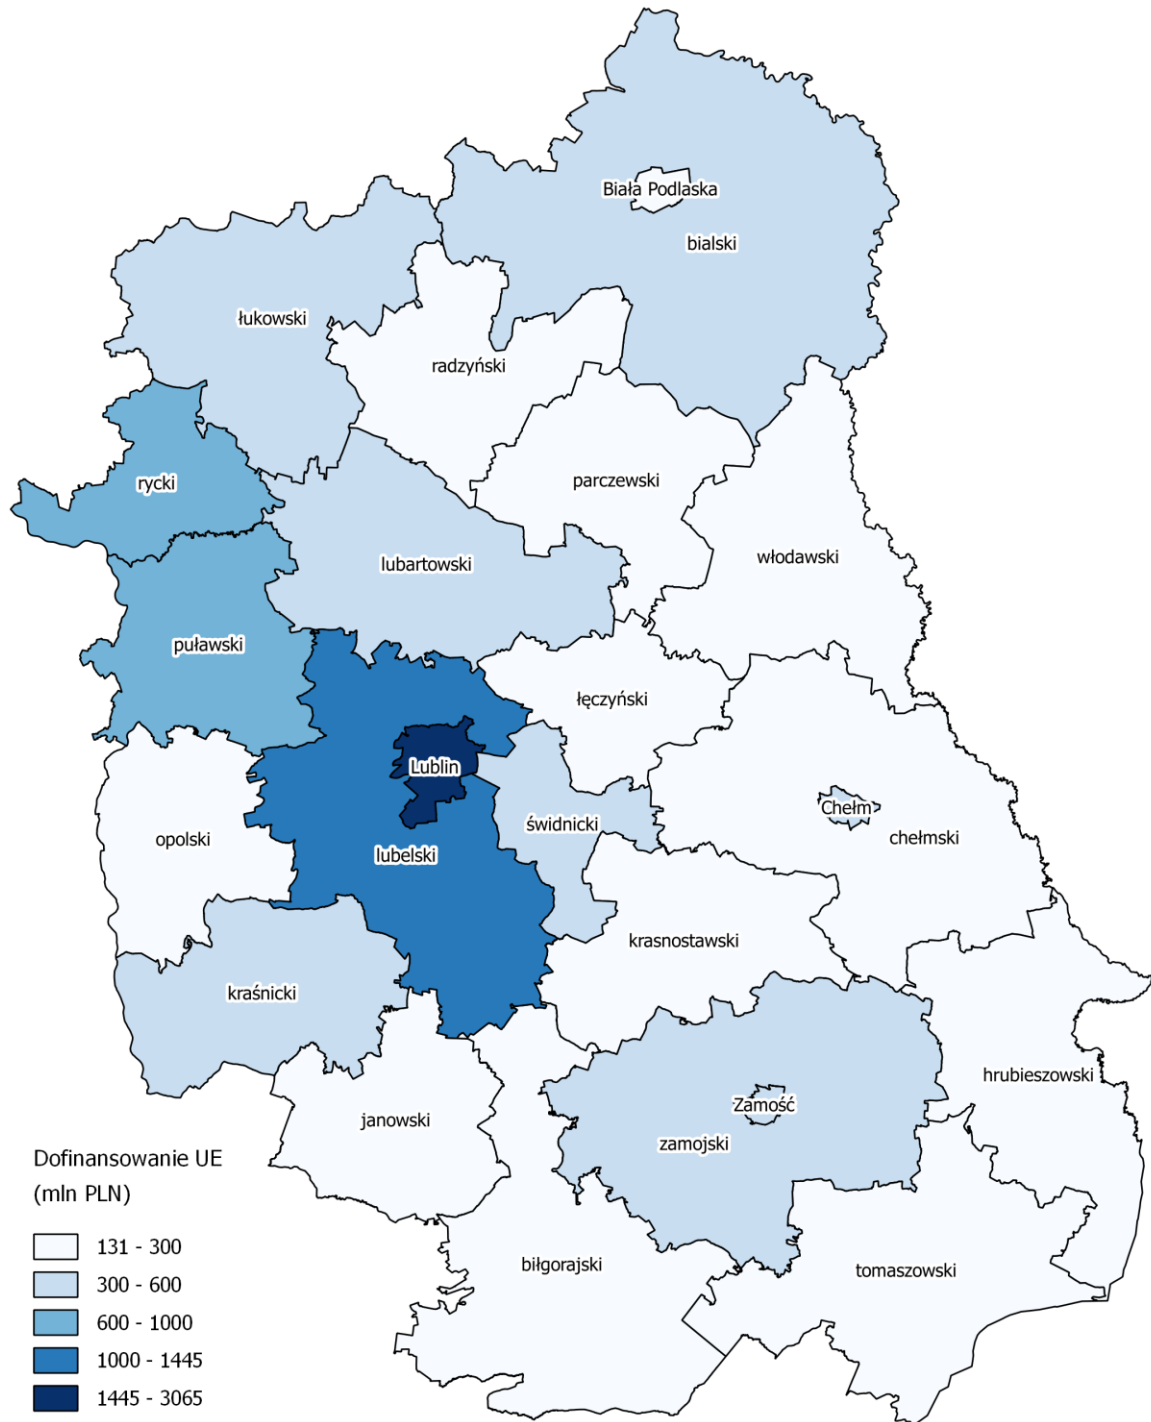 Biała Podlaska
bialski
łukowski
radzyński
rycki
parczewski
włodawski
lubartowski
puławski
łęczyński
Lublin
Chełm
świdnicki
opolski
chełmski
lubelski
krasnostawski
kraśnicki
hrubieszowski
Zamość
janowski
zamojski
biłgorajski
tomaszowski
Dofinansowanie UE
(mln PLN)
131 - 300
300 - 600
600 - 1000
1000 - 1445
1445 - 3065